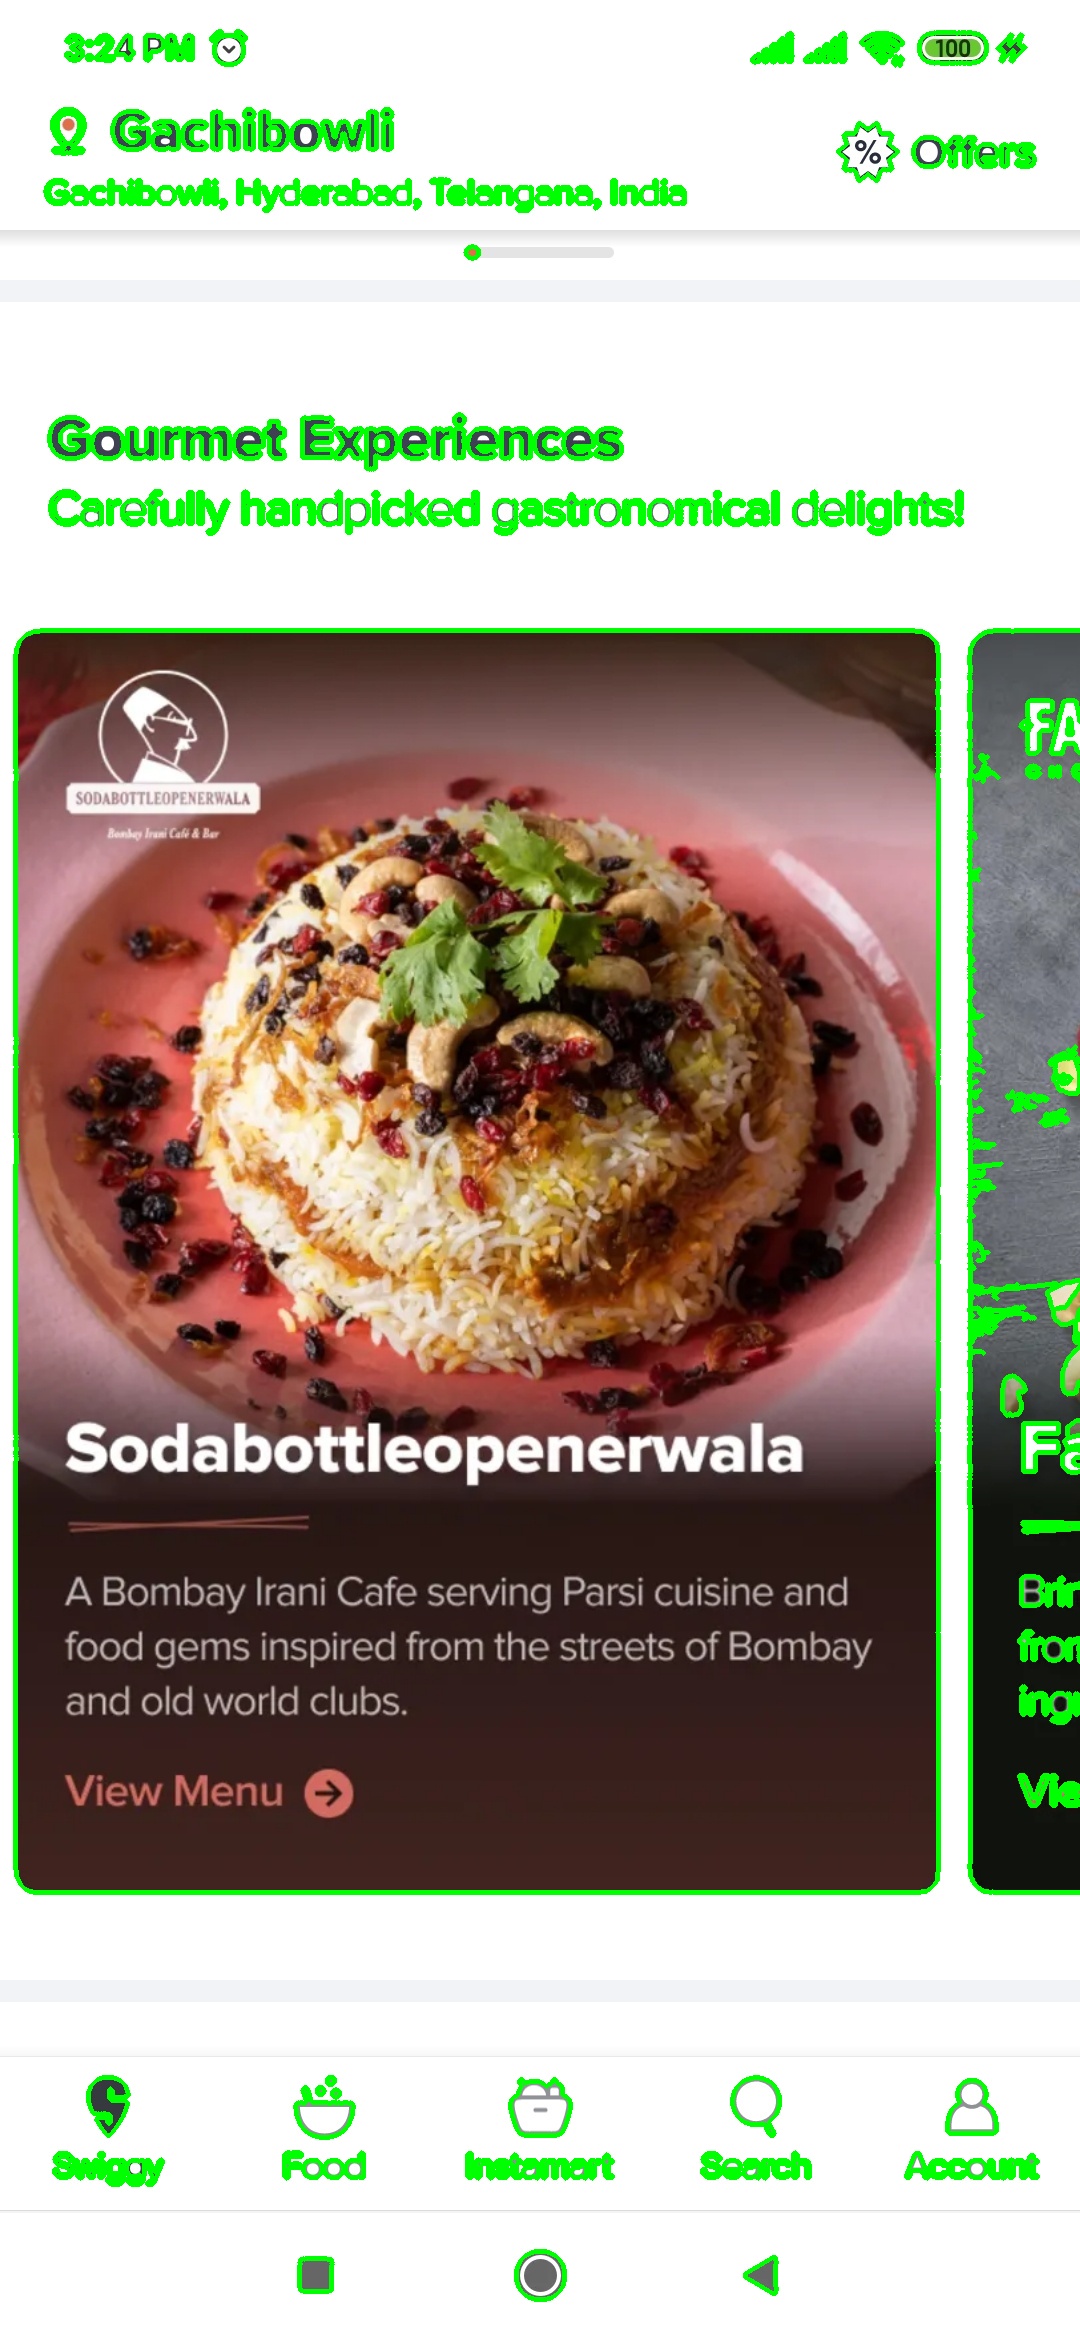 3:24 PM
100
Gachibowli
Offers
Gachibowli, Hyderabad, Telangana, India
Gourmet Experiences
Carefully handpicked gastronomical delights!
SODABOTTLEOPENERWALA
Bombay Irani Café & Bar
FA
Sodabottleopenerwala
Fa
A Bombay Irani Cafe serving Parsi cuisine and
food gems inspired from the streets of Bombay
and old world clubs.
Brin
from
ingr
View Menu
Vie
Swiggy
Food
Instamart
Search
Account